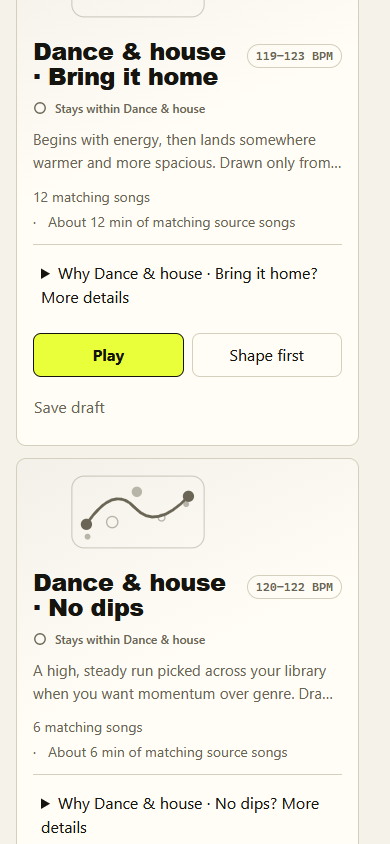 Dance & house
· Bring it home
119–123 BPM
Stays within Dance & house
Begins with energy, then lands somewhere
warmer and more spacious. Drawn only from…
12 matching songs
· About 12 min of matching source songs
▶ Why Dance & house · Bring it home?
More details
Play
Shape first
Save draft
Dance & house
· No dips
120–122 BPM
Stays within Dance & house
A high, steady run picked across your library
when you want momentum over genre. Dra…
6 matching songs
· About 6 min of matching source songs
▶ Why Dance & house · No dips? More
details